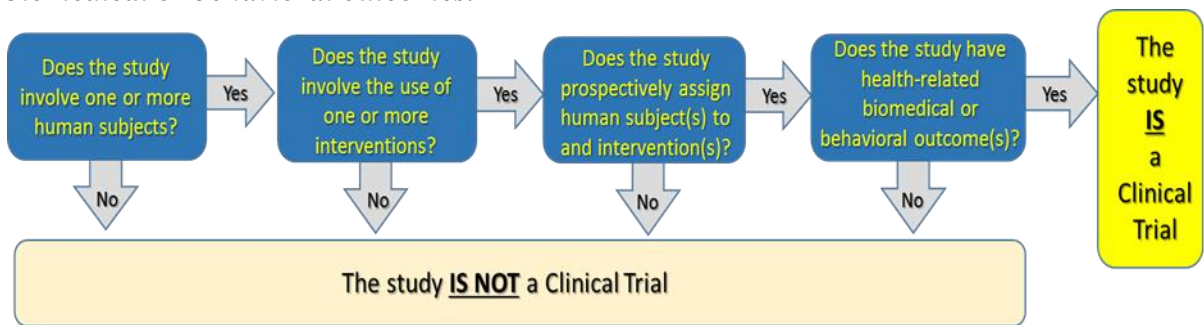 Does the study
involve one or more
human subjects?
Yes
No
Does the study
involve the use of
one or more
interventions?
Yes
No
Does the study
prospectively assign
human subject(s) to
and intervention(s)?
Yes
No
Does the study have
health-related
biomedical or
behavioral outcome(s)?
Yes
No
The
study
IS
a
Clinical
Trial
The study IS NOT a Clinical Trial